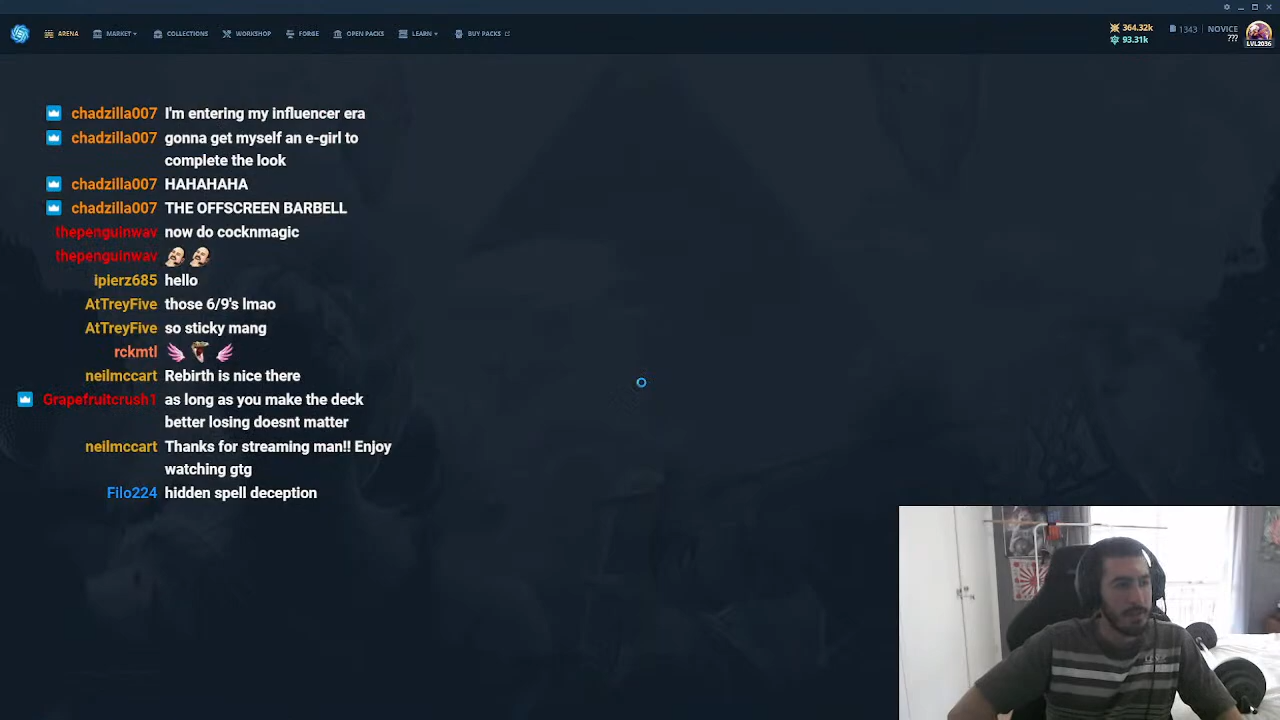 ARENA MARKET COLLECTIONS WORKSHOP FORGE OPEN PACKS LEARN BUY PACKS 364.32k 1343 NOVICE
93.31k ???
LVL2036
chadzilla007 I'm entering my influencer era
chadzilla007 gonna get myself an e-girl to
complete the look
chadzilla007 HAHAHAHA
chadzilla007 THE OFFSCREEN BARBELL
thepenguinwav now do cocknmagic
thepenguinwav
ipierz685 hello
AtTreyFive those 6/9's lmao
AtTreyFive so sticky mang
rckmtl
neilmccart Rebirth is nice there
Grapefruitcrush1 as long as you make the deck
better losing doesnt matter
neilmccart Thanks for streaming man!! Enjoy
watching gtg
Filo224 hidden spell deception